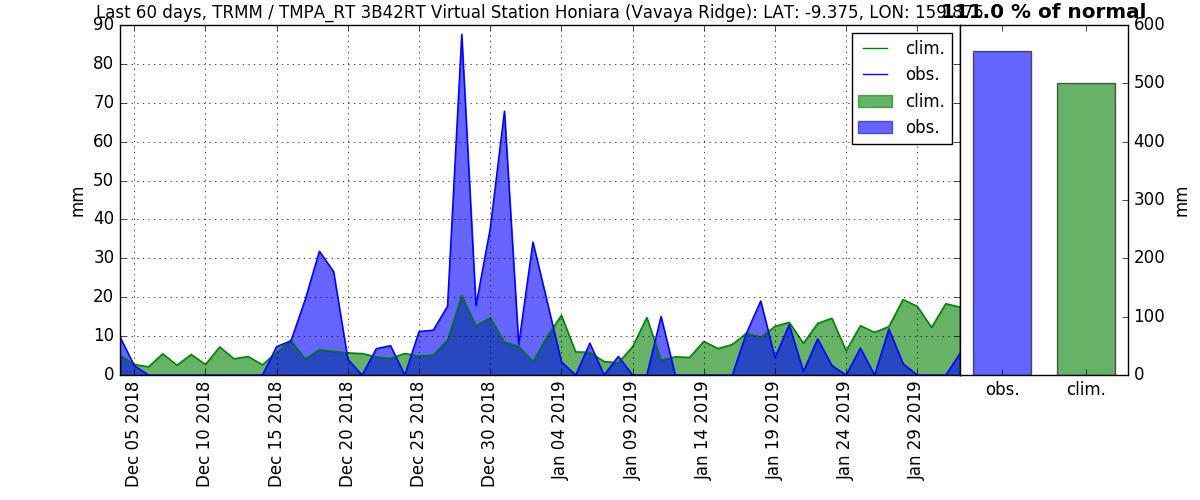 Last 60 days, TRMM / TMPA_RT 3B42RT Virtual Station Honiara (Vavaya Ridge): LAT: -9.375, LON: 159.875
111.0 % of normal
90
80
70
60
50
40
30
20
10
0
mm
clim.
obs.
clim.
obs.
600
500
400
300
200
100
0
mm
obs.
clim.
Dec 05 2018
Dec 10 2018
Dec 15 2018
Dec 20 2018
Dec 25 2018
Dec 30 2018
Jan 04 2019
Jan 09 2019
Jan 14 2019
Jan 19 2019
Jan 24 2019
Jan 29 2019